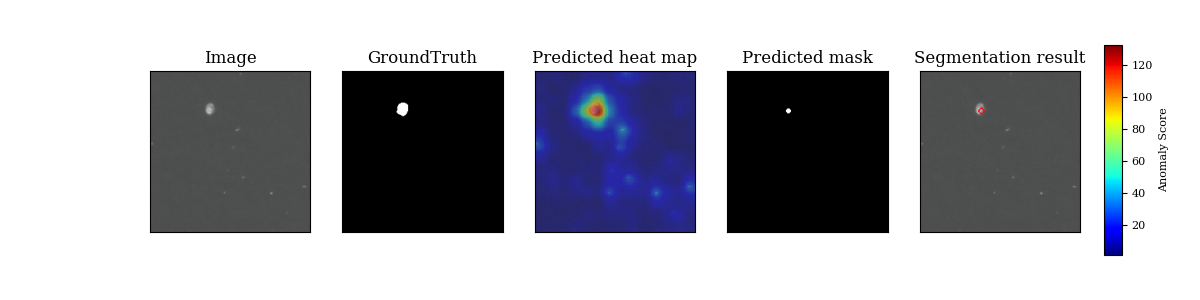 Image
GroundTruth
Predicted heat map
Predicted mask
Segmentation result
120
100
80
60
40
20
Anomaly Score